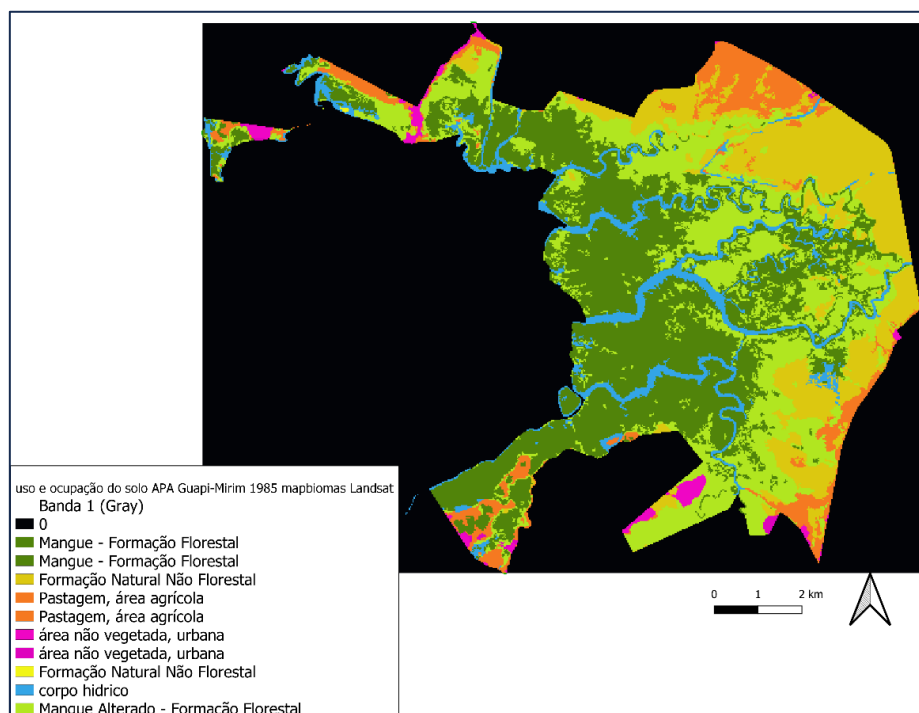 uso e ocupação do solo APA Guapi-Mirim 1985 mapbiomas Landsat
Banda 1 (Gray)
0
Mangue - Formação Florestal
Mangue - Formação Florestal
Formação Natural Não Florestal
Pastagem, área agrícola
Pastagem, área agrícola
área não vegetada, urbana
área não vegetada, urbana
Formação Natural Não Florestal
corpo hidrico
Mangue Alterado - Formação Florestal
0 1 2 km